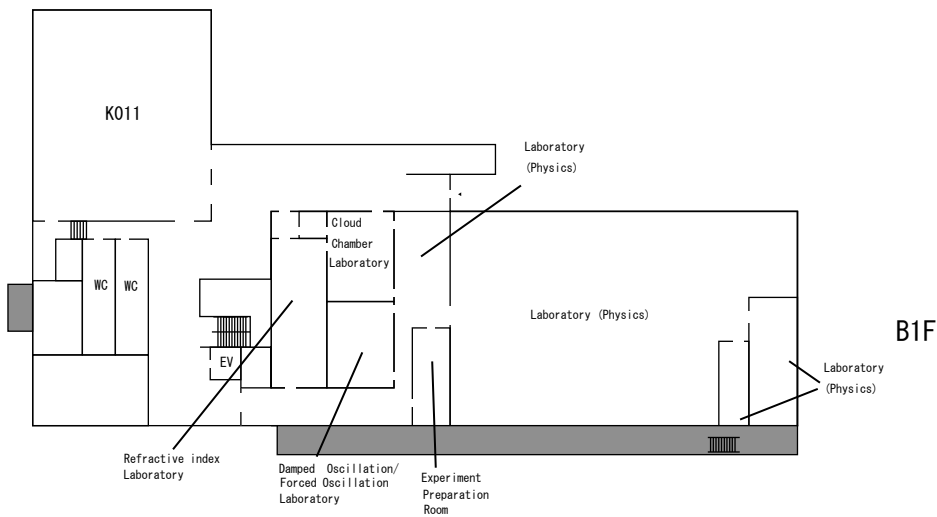 K011
Laboratory
(Physics)
Cloud
Chamber
Laboratory
WC
WC
Laboratory (Physics)
B1F
EV
Laboratory
(Physics)
Refractive index
Laboratory
Damped Oscillation/
Forced Oscillation
Laboratory
Experiment
Preparation
Room